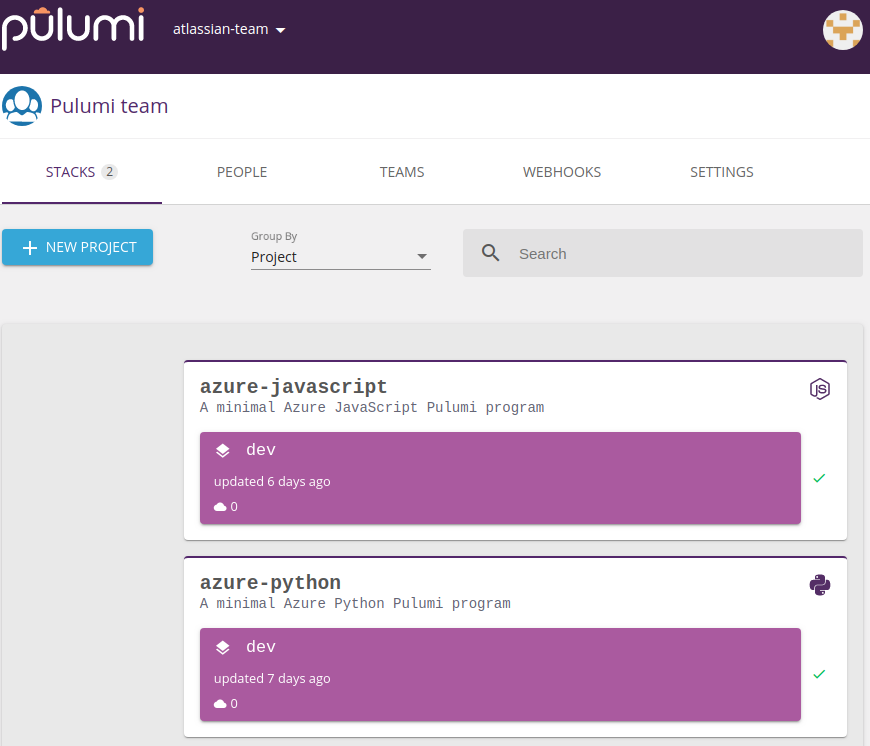 pulumi
atlassian-team
Pulumi team
STACKS 2 PEOPLE TEAMS WEBHOOKS SETTINGS
NEW PROJECT
Group By
Project
Search
azure-javascript
JS
A minimal Azure JavaScript Pulumi program
dev
updated 6 days ago
0
azure-python
A minimal Azure Python Pulumi program
dev
updated 7 days ago
0